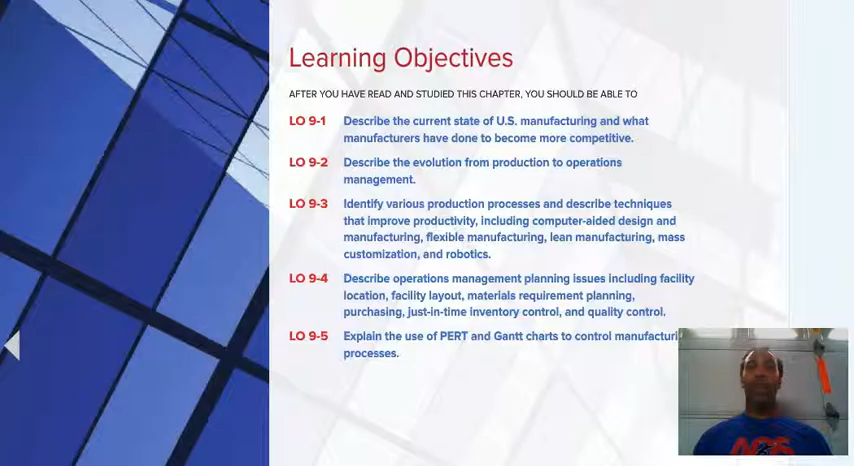 Learning Objectives
AFTER YOU HAVE READ AND STUDIED THIS CHAPTER, YOU SHOULD BE ABLE TO
LO 9-1 Describe the current state of U.S. manufacturing and what
manufacturers have done to become more competitive.
LO 9-2 Describe the evolution from production to operations
management.
LO 9-3 Identify various production processes and describe techniques
that improve productivity, including computer-aided design and
manufacturing, flexible manufacturing, lean manufacturing, mass
customization, and robotics.
LO 9-4 Describe operations management planning issues including facility
location, facility layout, materials requirement planning,
purchasing, just-in-time inventory control, and quality control.
LO 9-5 Explain the use of PERT and Gantt charts to control
processes.